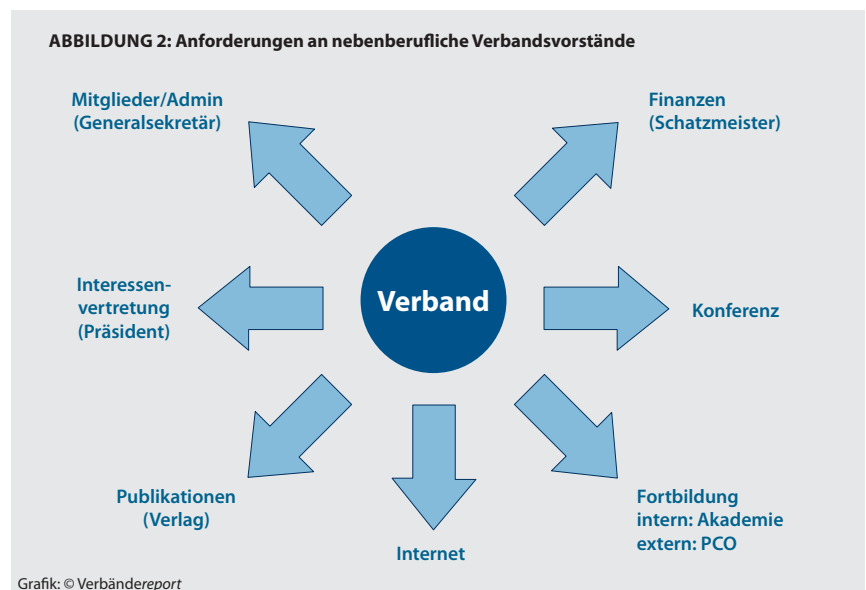 ABBILDUNG 2: Anforderungen an nebenberufliche Verbandsvorstände
Mitglieder/Admin
(Generalsekretär)
Finanzen
(Schatzmeister)
Interessen-
vertretung
(Präsident)
Verband
Konferenz
Publikationen
(Verlag)
Internet
Fortbildung
intern: Akademie
extern: PCO
Grafik: © Verbändereport